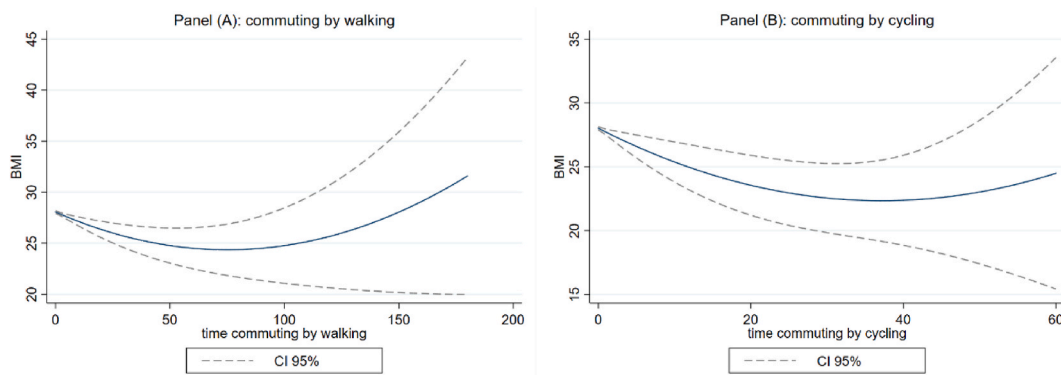 Panel (A): commuting by walking
45
40
35
30
25
20
BMI
0
50
100
150
200
time commuting by walking
CI 95%
Panel (B): commuting by cycling
35
30
25
20
15
BMI
0
20
40
60
time commuting by cycling
CI 95%